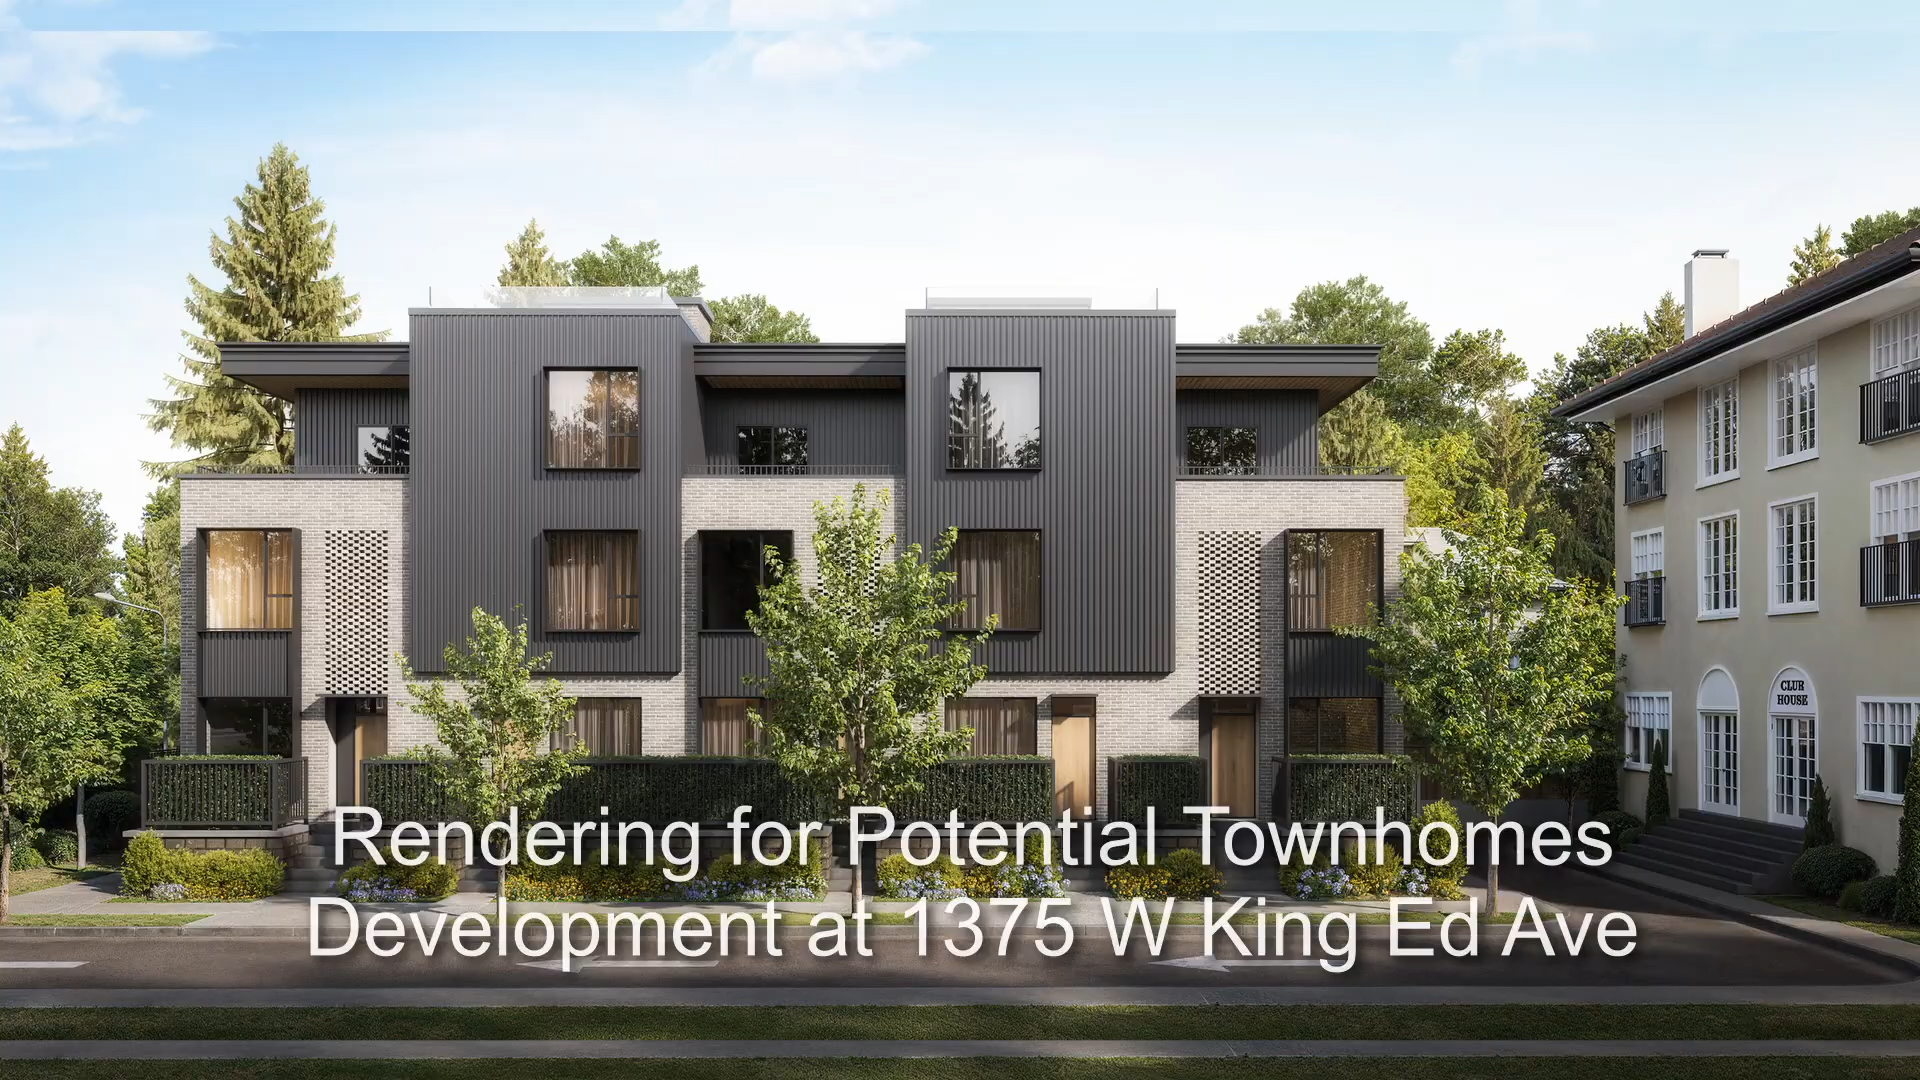 CLUB
HOUSE
Rendering for Potential Townhomes
Development at 1375 W King Ed Ave